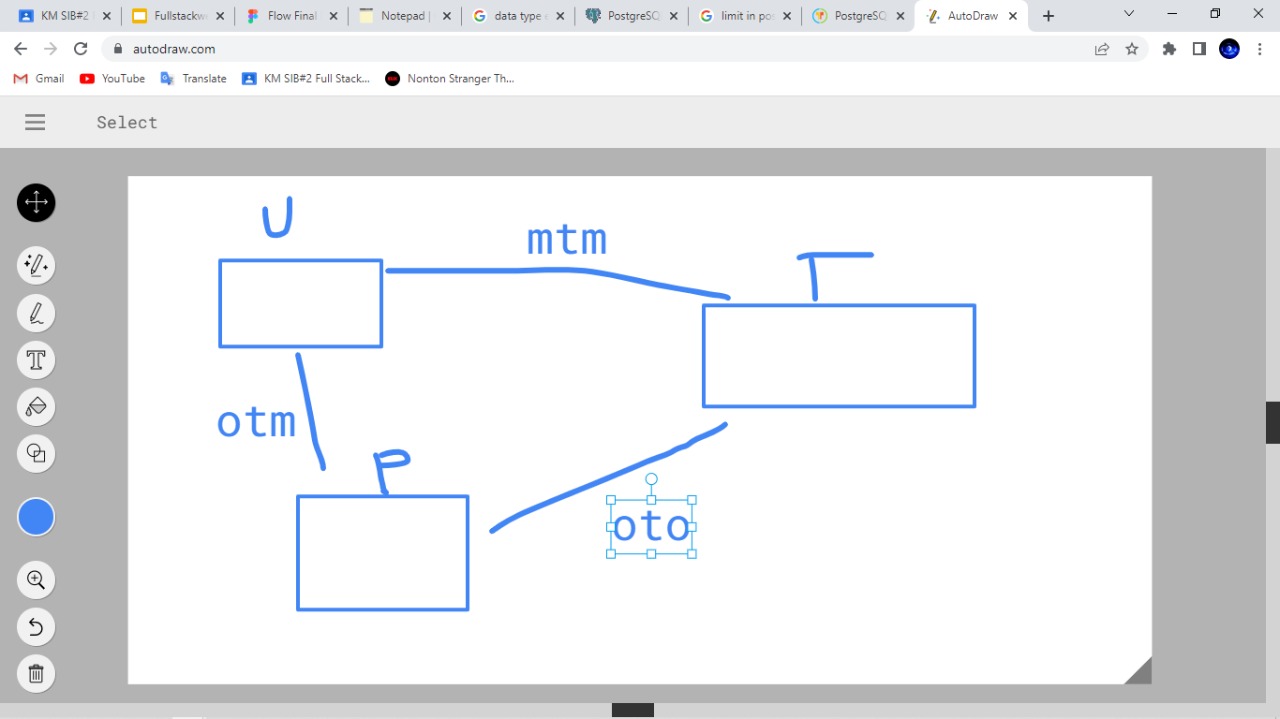 KM SIB#2 F
Fullstackwe
Flow Final
Notepad |
data type e
PostgreSQ
limit in pos
PostgreSQ
AutoDraw
autodraw.com
Gmail
YouTube
Translate
KM SIB#2 Full Stack...
Nonton Stranger Th...
Select
U
mtm
T
otm
P
oto